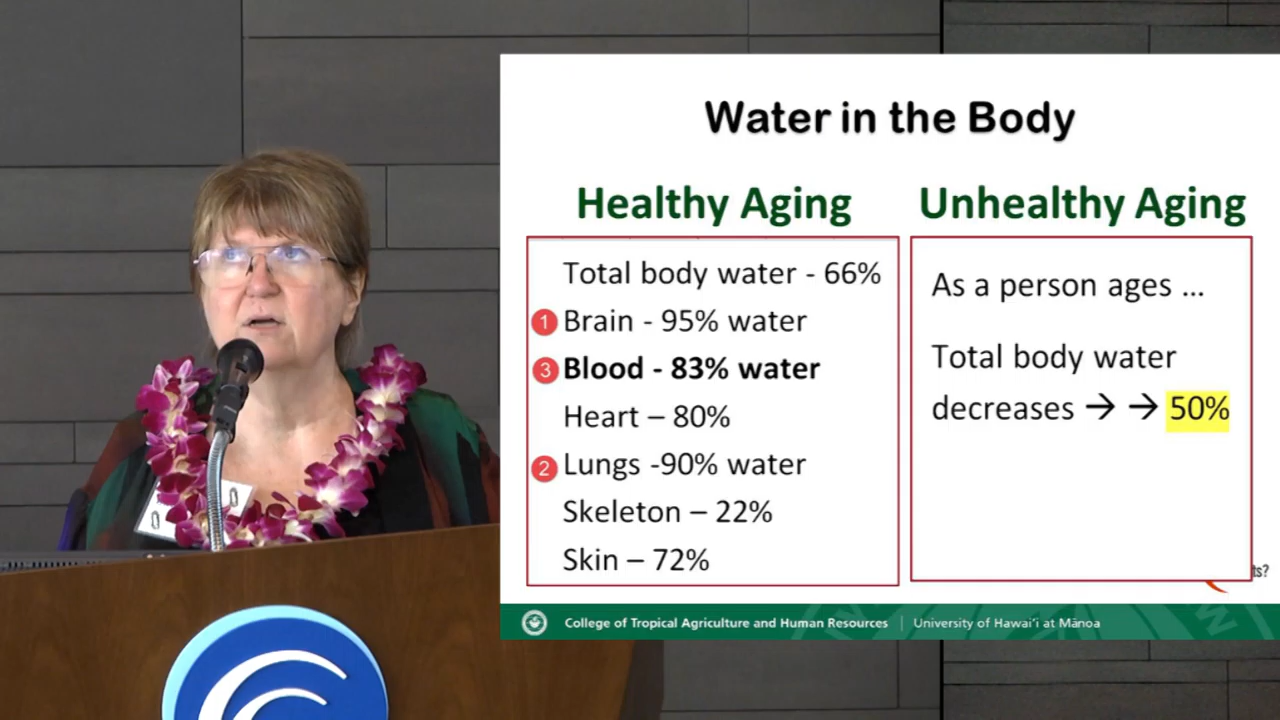 Water in the Body
Healthy Aging
Total body water - 66%
1 Brain - 95% water
3 Blood - 83% water
Heart – 80%
2 Lungs -90% water
Skeleton – 22%
Skin – 72%
Unhealthy Aging
As a person ages ...
Total body water
decreases → → 50%
College of Tropical Agriculture and Human Resources | University of Hawai‘i at Mānoa